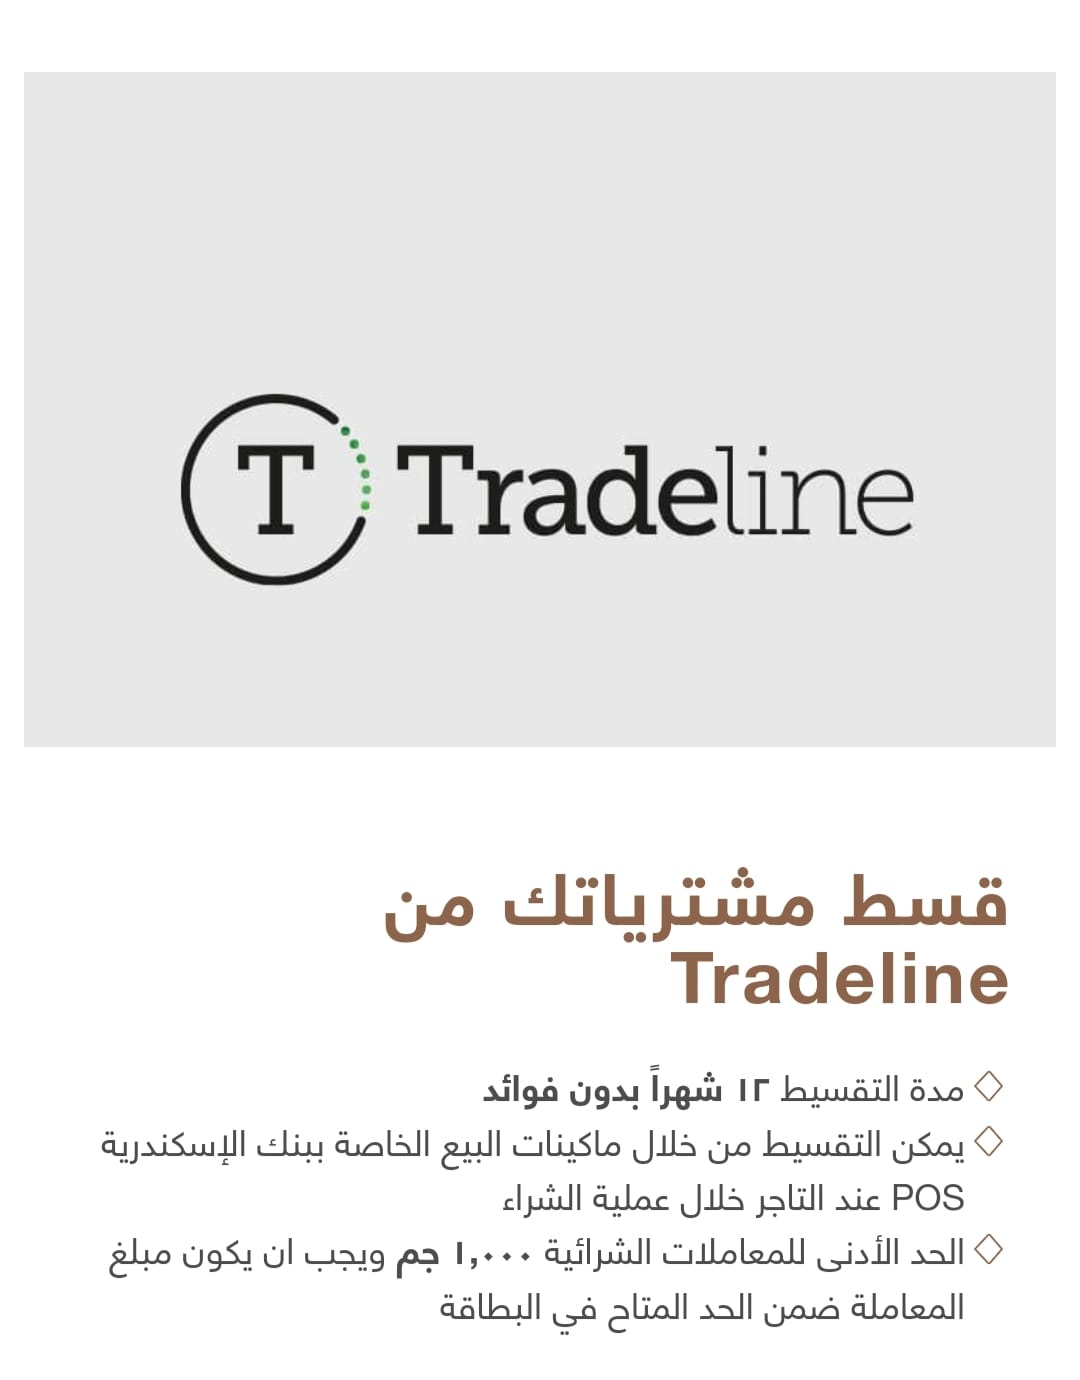 T Tradeline
قسط مشترياتك من
Tradeline
مدة التقسيط ١٢ شهراً بدون فوائد
يمكن التقسيط من خلال ماكينات البيع الخاصة ببنك الإسكندرية
POS عند التاجر خلال عملية الشراء
الحد الأدنى للمعاملات الشرائية ١,٠٠٠ جم ويجب ان يكون مبلغ
المعاملة ضمن الحد المتاح في البطاقة